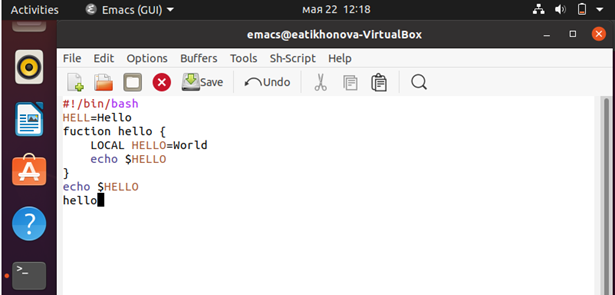 Activities Emacs (GUI) мая 22 12:18
emacs@eatikhonova-VirtualBox
File Edit Options Buffers Tools Sh-Script Help
Save Undo
#!/bin/bash
HELL=Hello
fuction hello {
    LOCAL HELLO=World
    echo $HELLO
}
echo $HELLO
hello